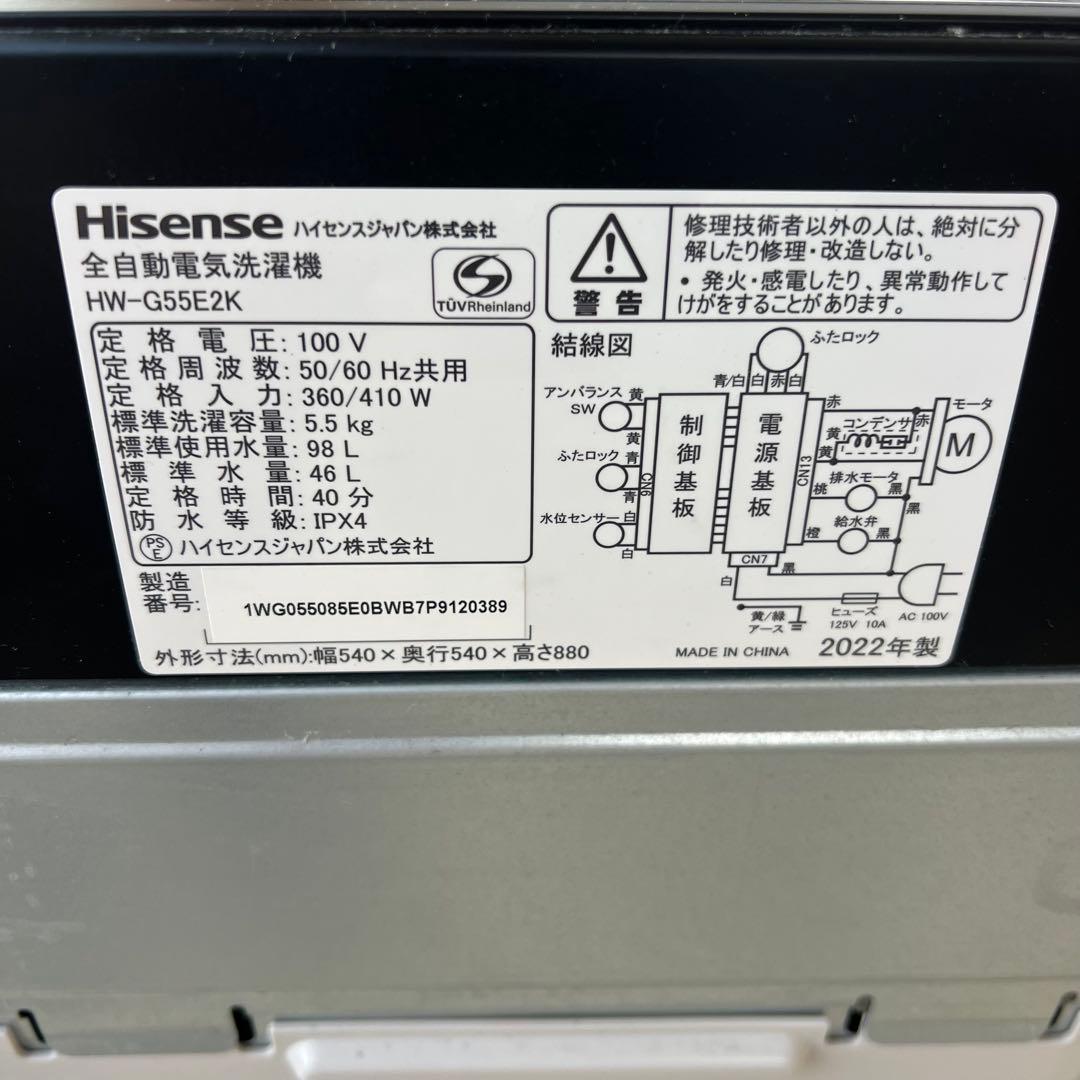 Hisense ハイセンスジャパン株式会社
全自動電気洗濯機
HW-G55E2K
TÜVRheinland
定格電圧: 100 V
定格周波数: 50/60 Hz共用
定格入力: 360/410 W
標準洗濯容量: 5.5 kg
標準使用水量: 98 L
標準水量: 46 L
定格時間: 40 分
防水等級: IPX4
PSE ハイセンスジャパン株式会社
製造
番号: 1WG055085E0BWB7P9120389
外形寸法(mm):幅540×奥行540×高さ880
警告
修理技術者以外の人は、絶対に分
解したり修理・改造しない。
・発火・感電したり、異常動作して
けがをすることがあります。
結線図
ふたロック
青/白 白 赤 白
アンバランス
SW
黄
黄
ふたロック
青
青
水位センサー
白
白
CN6
制御基板
電源基板
CN13
CN7
赤
黄
黄
コンデンサ
赤
モータ
M
桃
排水モータ
黒
黒
橙
給水弁
黒
白
黒
黄/緑
アース
ヒューズ
125V 10A
AC 100V
MADE IN CHINA
2022年製